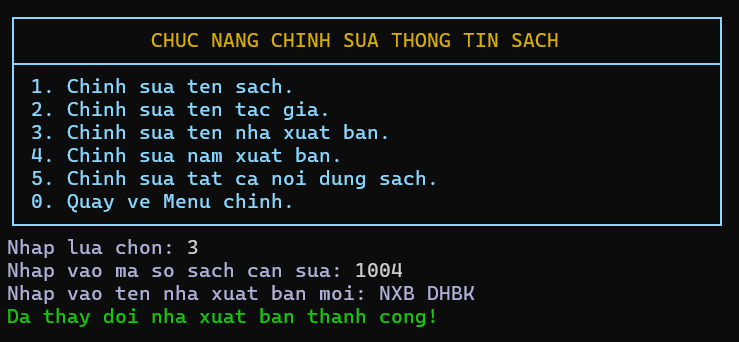 CHUC NANG CHINH SUA THONG TIN SACH
1. Chinh sua ten sach.
2. Chinh sua ten tac gia.
3. Chinh sua ten nha xuat ban.
4. Chinh sua nam xuat ban.
5. Chinh sua tat ca noi dung sach.
0. Quay ve Menu chinh.
Nhap lua chon: 3
Nhap vao ma so sach can sua: 1004
Nhap vao ten nha xuat ban moi: NXB DHBK
Da thay doi nha xuat ban thanh cong!